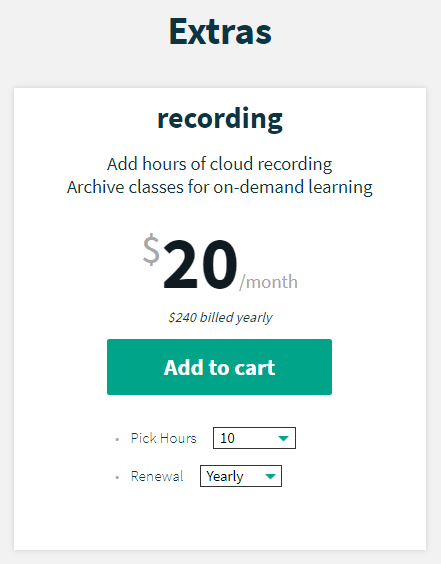 Extras
recording
Add hours of cloud recording
Archive classes for on-demand learning
$20/month
$240 billed yearly
Add to cart
• Pick Hours 10
• Renewal Yearly